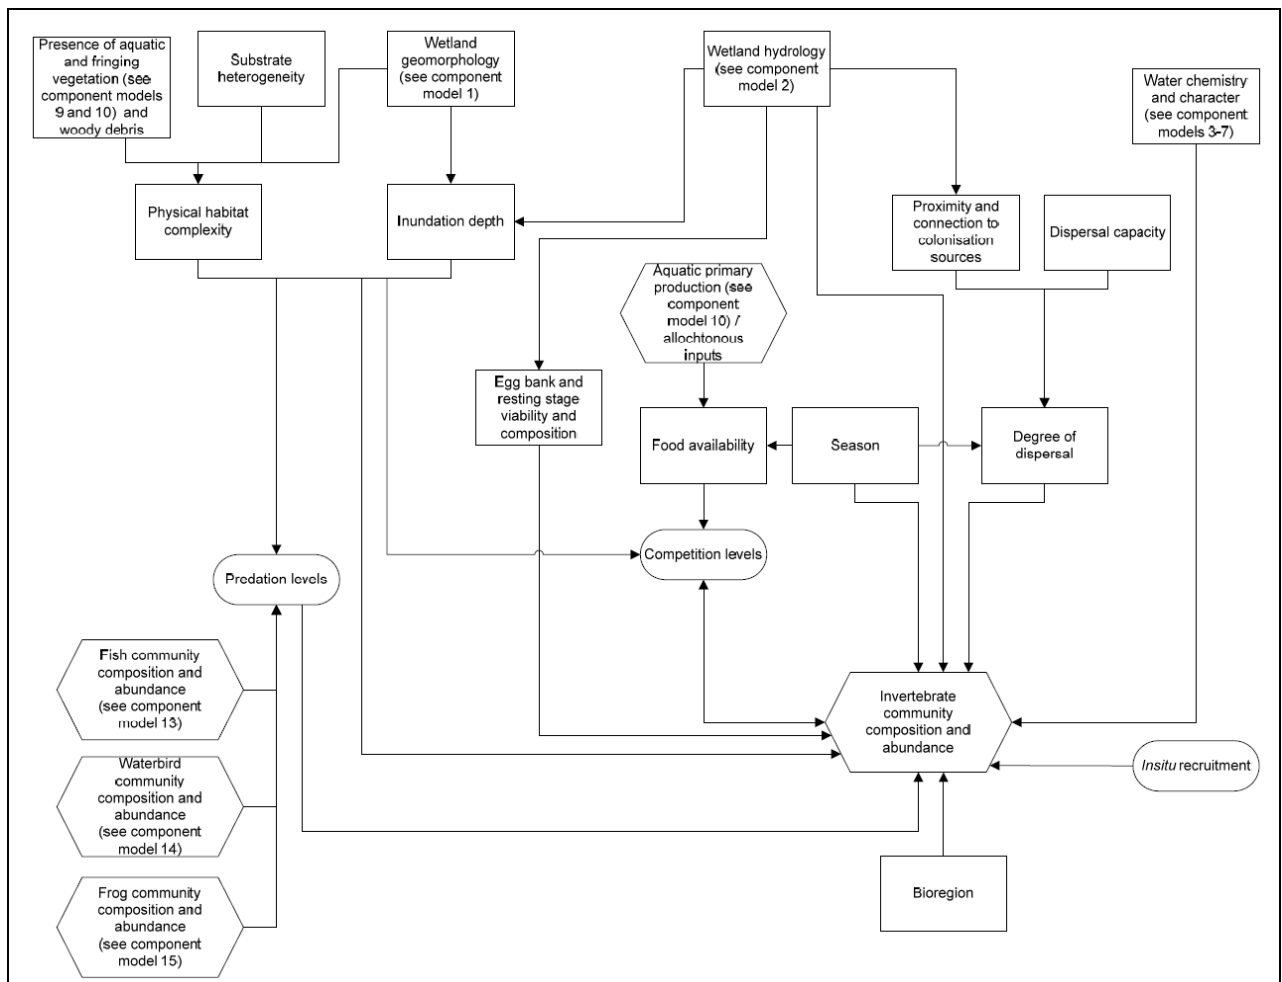 Presence of aquatic
and fringing
vegetation (see
component models
9 and 10) and
woody debris
Substrate
heterogeneity
Wetland
geomorphology
(see component
model 1)
Wetland hydrology
(see component
model 2)
Water chemistry
and character
(see component
models 3-7)
Physical habitat
complexity
Inundation depth
Proximity and
connection to
colonisation
sources
Dispersal capacity
Aquatic primary
production (see
component
model 10) /
allochtonous
inputs
Egg bank and
resting stage
viability and
composition
Food availability
Season
Degree of
dispersal
Competition levels
Predation levels
Fish community
composition and
abundance
(see component
model 13)
Waterbird
community
composition and
abundance
(see component
model 14)
Frog community
composition and
abundance
(see component
model 15)
Invertebrate
community
composition and
abundance
Insitu recruitment
Bioregion